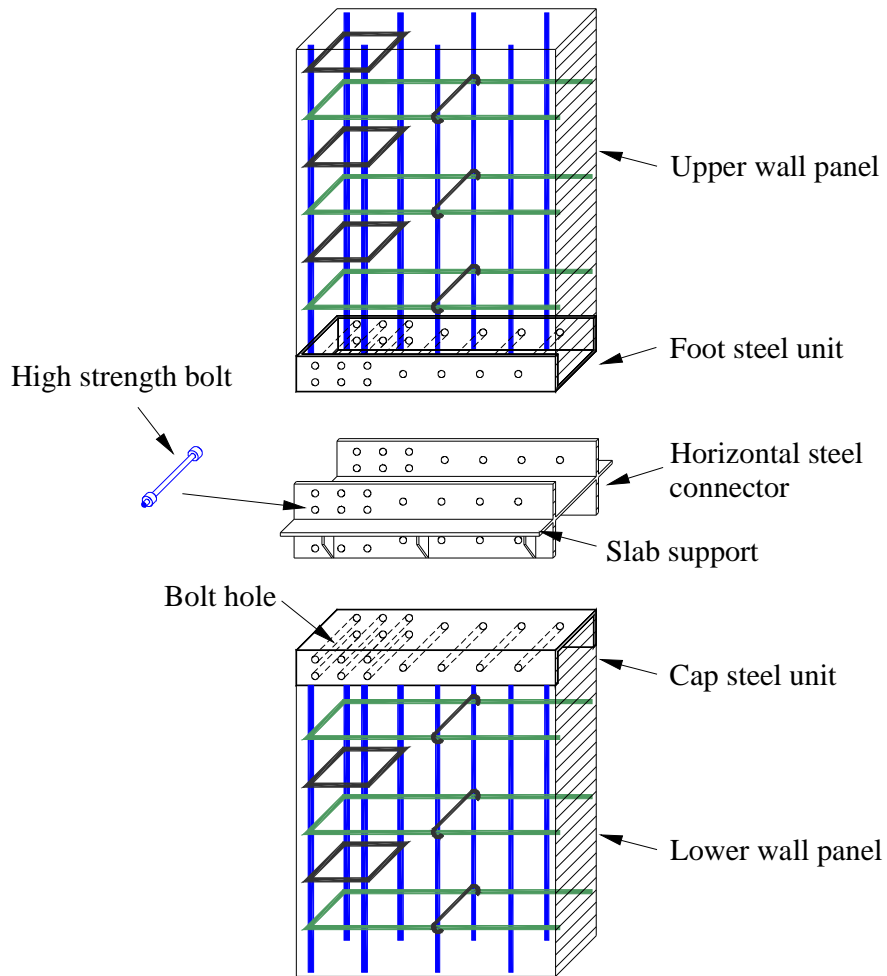 Upper wall panel
Foot steel unit
High strength bolt
Horizontal steel
connector
Slab support
Bolt hole
Cap steel unit
Lower wall panel